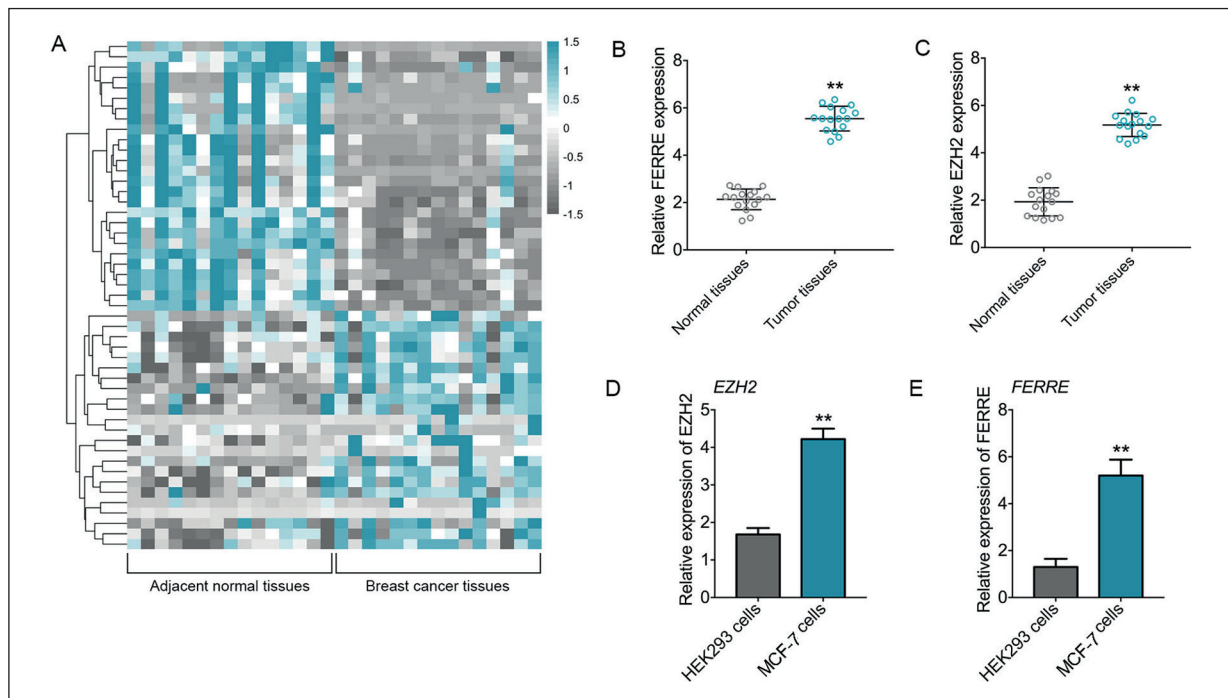 A
1.5
1
0.5
0
-0.5
-1
-1.5
Adjacent normal tissues
Breast cancer tissues
B
Relative FERRE expression
8
6
4
2
0
**
Normal tissues
Tumor tissues
C
Relative EZH2 expression
8
6
4
2
0
**
Normal tissues
Tumor tissues
D
EZH2
Relative expression of EZH2
5
4
3
2
1
0
**
HEK293 cells
MCF-7 cells
E
FERRE
Relative expression of FERRE
8
6
4
2
0
**
HEK293 cells
MCF-7 cells